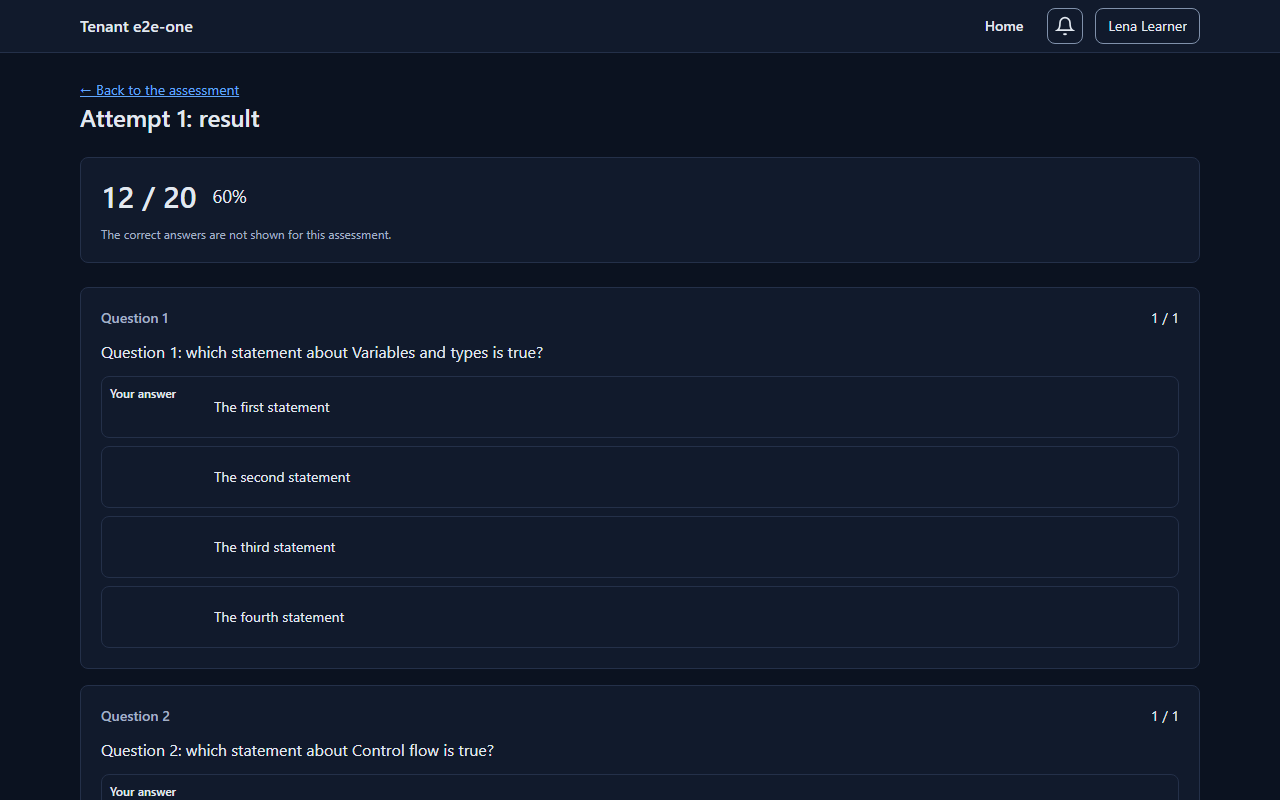 Tenant e2e-one
Home
Lena Learner
← Back to the assessment
Attempt 1: result
12 / 20 60%
The correct answers are not shown for this assessment.
Question 1
1 / 1
Question 1: which statement about Variables and types is true?
Your answer
The first statement
The second statement
The third statement
The fourth statement
Question 2
1 / 1
Question 2: which statement about Control flow is true?
Your answer